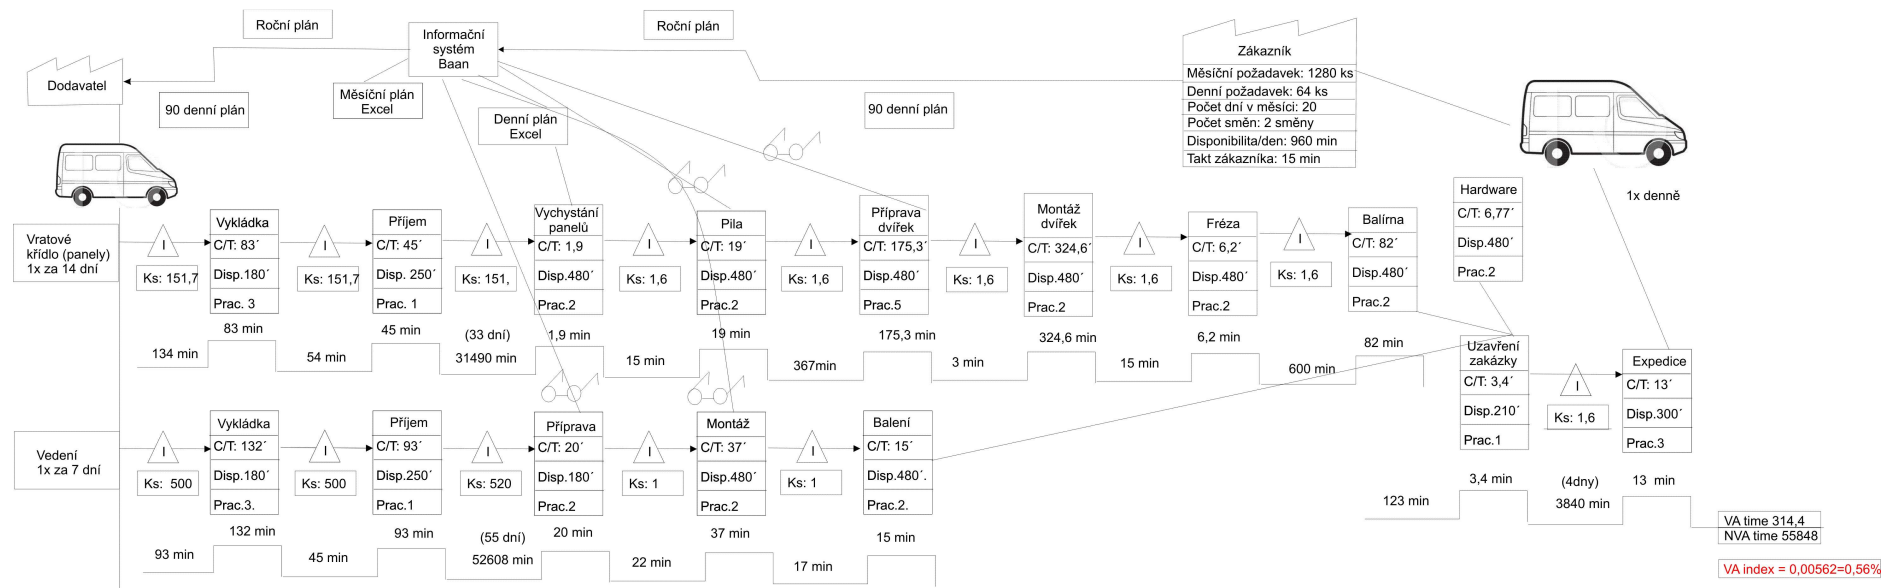 Roční plán
Informační
systém
Baan
Roční plán
Dodavatel
90 denní plán
Měsíční plán
Excel
Denní plán
Excel
90 denní plán
Zákazník
Měsíční požadavek: 1280 ks
Denní požadavek: 64 ks
Počet dní v měsíci: 20
Počet směn: 2 směny
Disponibilita/den: 960 min
Takt zákazníka: 15 min
1x denně
Vratové
křídlo (panely)
1x za 14 dní
I
Ks: 151,7
Vykládka
C/T: 83´
Disp.180´
Prac. 3
I
Ks: 151,7
Příjem
C/T: 45´
Disp. 250´
Prac. 1
I
Ks: 151,
Vychystání
panelů
C/T: 1,9
Disp.480´
Prac.2
I
Ks: 1,6
Pila
C/T: 19´
Disp.480´
Prac.2
I
Ks: 1,6
Příprava
dvířek
C/T: 175,3´
Disp.480´
Prac.5
I
Ks: 1,6
Montáž
dvířek
C/T: 324,6´
Disp.480´
Prac.2
I
Ks: 1,6
Fréza
C/T: 6,2´
Disp.480´
Prac.2
I
Ks: 1,6
Balírna
C/T: 82´
Disp.480´
Prac.2
Hardware
C/T: 6,77´
Disp.480´
Prac.2
134 min
83 min
54 min
45 min
(33 dní)
31490 min
1,9 min
15 min
19 min
367min
175,3 min
3 min
324,6 min
15 min
6,2 min
600 min
82 min
Uzavření
zakázky
C/T: 3,4´
Disp.210´
Prac.1
I
Ks: 1,6
Expedice
C/T: 13´
Disp.300´
Prac.3
Vedení
1x za 7 dní
I
Ks: 500
Vykládka
C/T: 132´
Disp.180´
Prac.3.
I
Ks: 500
Příjem
C/T: 93´
Disp.250´
Prac.1
I
Ks: 520
Příprava
C/T: 20´
Disp.180´
Prac.2
I
Ks: 1
Montáž
C/T: 37´
Disp.480´
Prac.2
I
Ks: 1
Balení
C/T: 15´
Disp.480´.
Prac.2.
93 min
132 min
45 min
93 min
(55 dní)
52608 min
20 min
22 min
37 min
17 min
15 min
123 min
3,4 min
(4dny)
3840 min
13 min
VA time 314,4
NVA time 55848
VA index = 0,00562=0,56%